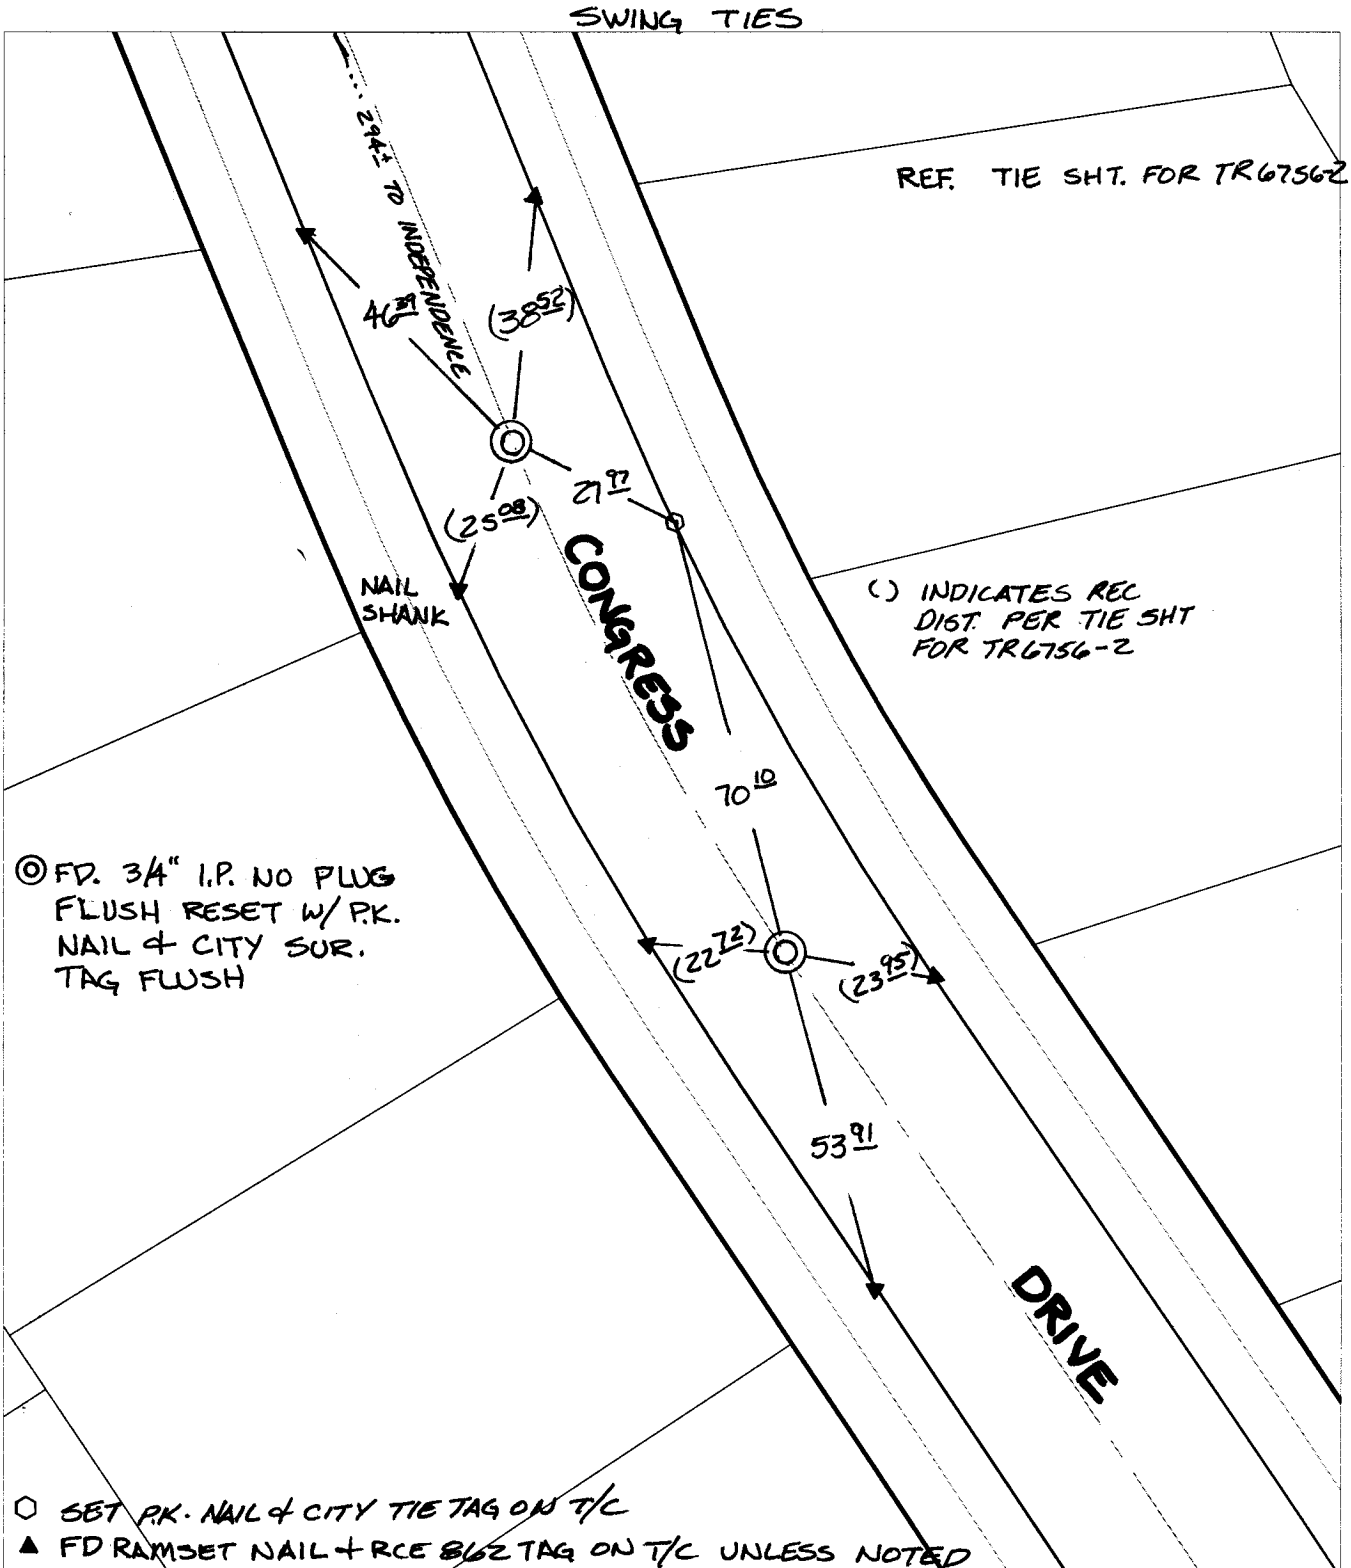 SWING TIES
REF. TIE SHT. FOR TR6756-2
294± TO INDEPENDENCE
46 39
(38 52)
27 97
(25 08)
NAIL
SHANK
CONGRESS
( ) INDICATES REC
DIST. PER TIE SHT
FOR TR6756-2
70 10
◎ FD. 3/4" I.P. NO PLUG
FLUSH RESET W/ P.K.
NAIL & CITY SUR.
TAG FLUSH
(22 72)
(23 95)
53 91
DRIVE
SET P.K. NAIL & CITY TIE TAG ON T/C
▲ FD RAMSET NAIL + RCE 862 TAG ON T/C UNLESS NOTED